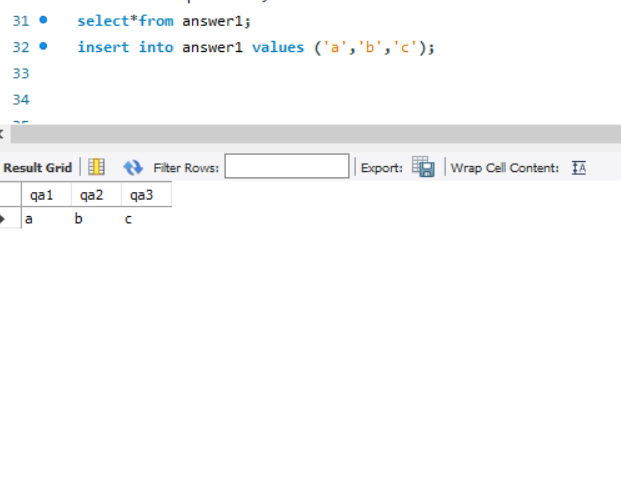 31 select*from answer1;
32 insert into answer1 values ('a','b','c');
33
34
Result Grid Filter Rows: Export: Wrap Cell Content: IA
qa1 qa2 qa3
a b c